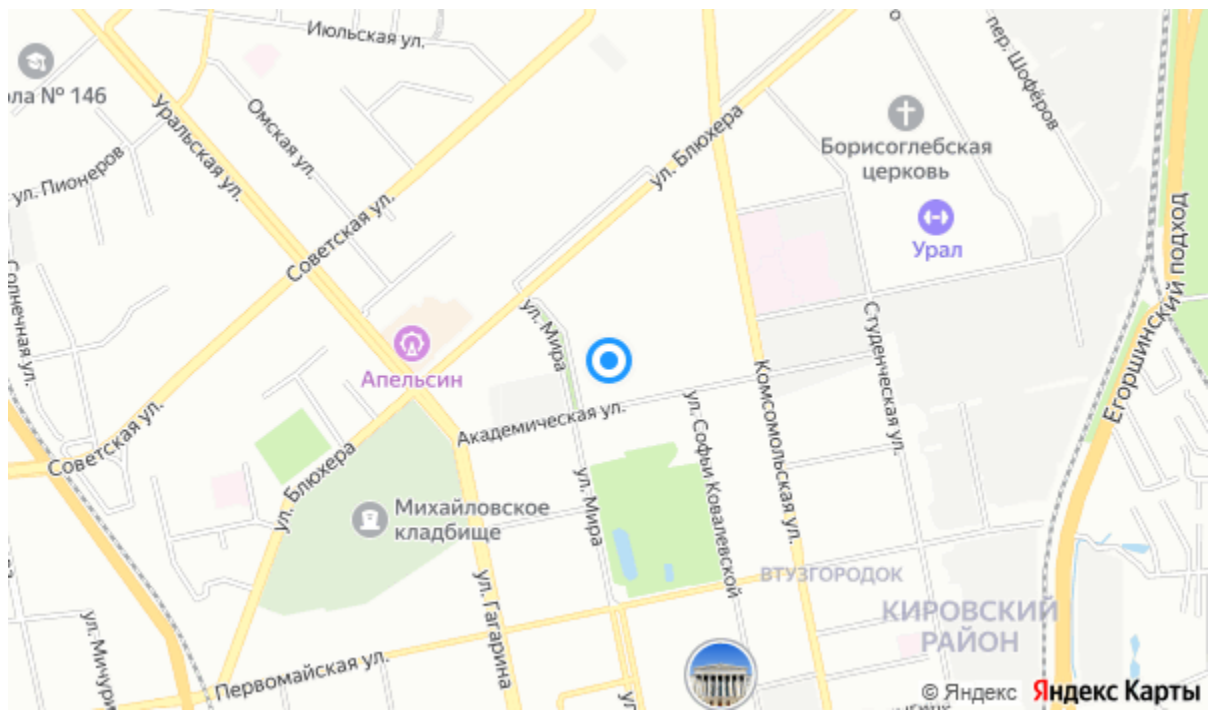 Июльская ул.
пер. Шофёров
ола № 146
Уральская ул.
Омская ул.
ул. Блюхера
Борисоглебская
церковь
ул. Пионеров
Советская ул.
Урал
Егоршинский подход
Солнечная ул.
ул. Мира
Студенческая ул.
Апельсин
Комсомольская ул.
Академическая ул.
ул. Софьи Ковалевской
Советская ул.
ул. Блюхера
ул. Мира
Михайловское
кладбище
ВТУЗГОРОДОК
ул. Гагарина
КИРОВСКИЙ
РАЙОН
ул. Мичури
Первомайская ул.
ул
© Яндекс Яндекс Карты